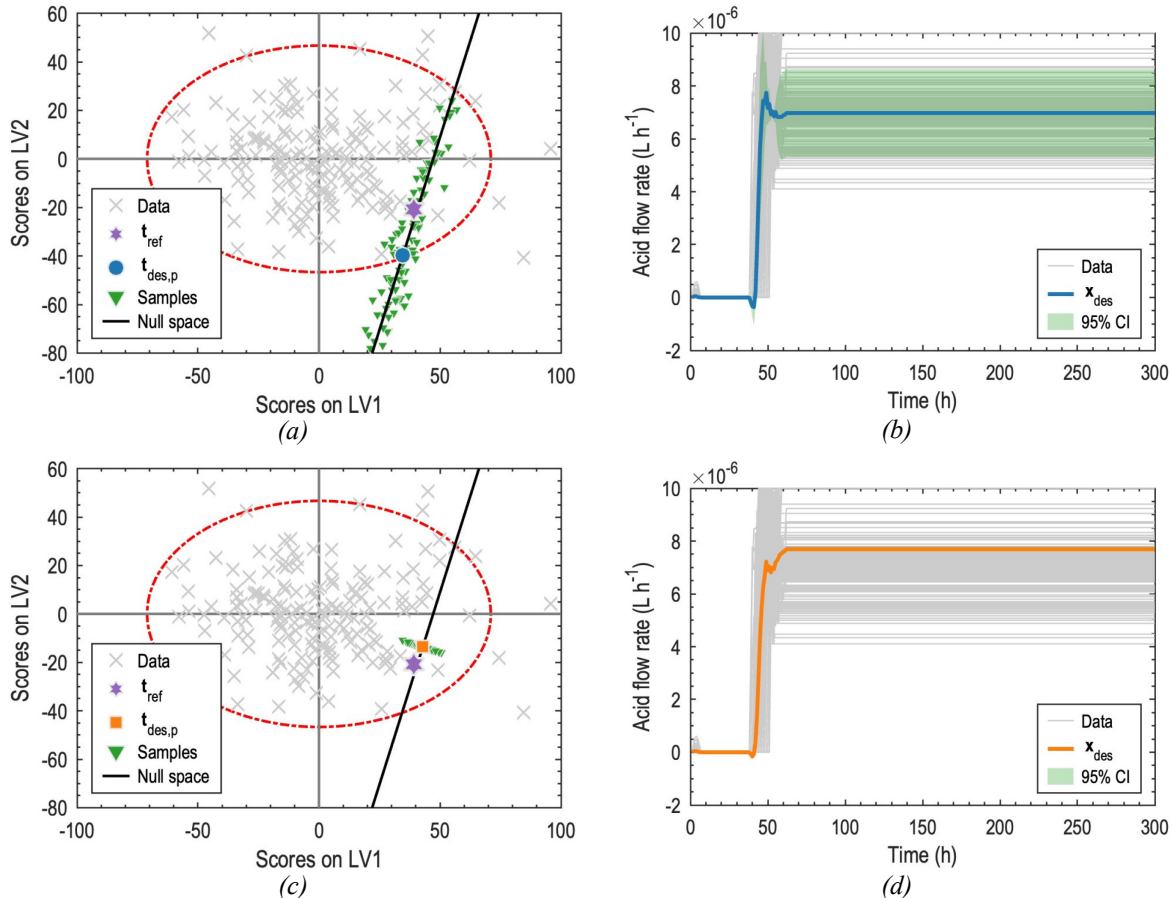 60
40
20
0
-20
-40
-60
-80
Scores on LV2
Data
t_ref
t_des,p
Samples
Null space
-100
-50
0
50
100
Scores on LV1
(a)
×10⁻⁶
10
8
6
4
2
0
-2
Acid flow rate (L h⁻¹)
Data
x_des
95% CI
0
50
100
150
200
250
300
Time (h)
(b)
60
40
20
0
-20
-40
-60
-80
Scores on LV2
Data
t_ref
t_des,p
Samples
Null space
-100
-50
0
50
100
Scores on LV1
(c)
×10⁻⁶
10
8
6
4
2
0
-2
Acid flow rate (L h⁻¹)
Data
x_des
95% CI
0
50
100
150
200
250
300
Time (h)
(d)